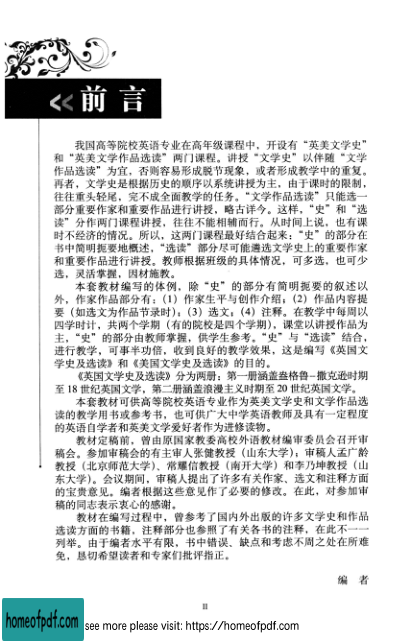 << 前言
我国高等院校英语专业在高年级课程中，开设有“英美文学史”
和“英美文学作品选读”两门课程。讲授“文学史”以伴随“文学
作品选读”为宜，否则容易形成脱节现象，或者形成教学中的重复。
再者，文学史是根据历史的顺序以系统讲授为主，由于课时的限制，
往往重头轻尾，完不成全面教学的任务。“文学作品选读”只能选一
部分重要作家和重要作品进行讲授，略古详今。这样，“史”和“选
读”分作两门课程讲授，往往不能相辅而行。从时间上说，也有课
时不经济的情况。所以，这两门课程最好结合起来：“史”的部分在
书中简明扼要地概述，“选读”部分尽可能遴选文学史上的重要作家
和重要作品进行讲授。教师根据班级的具体情况，可多选，也可少
选，灵活掌握，因材施教。
本套教材编写的体例，除“史”的部分有简明扼要的叙述以
外，作家作品部分有：（1）作家生平与创作介绍；（2）作品内容提
要（如选文为作品节录时）；（3）选文；（4）注释。在教学中每周以
四学时计，共两个学期（有的院校是四个学期），课堂以讲授作品为
主，“史”的部分由教师掌握，供学生参考。“史”与“选读”结合，
进行教学，可事半功倍，收到良好的教学效果，这是编写《英国文
学史及选读》和《美国文学史及选读》的目的。
《英国文学史及选读》分为两册：第一册涵盖盎格鲁－撒克逊时期
至 18 世纪英国文学，第二册涵盖浪漫主义时期至 20 世纪英国文学。
本套教材可供高等院校英语专业作为英美文学史和文学作品选
读的教学用书或参考书，也可供广大中学英语教师及具有一定程度
的英语自学者和英美文学爱好者作为进修读物。
教材定稿前，曾由原国家教委高校外语教材编审委员会召开审
稿会。参加审稿会的有主审人张健教授（山东大学）；审稿人孟广龄
教授（北京师范大学）、常耀信教授（南开大学）和李乃坤教授（山
东大学）。会议期间，审稿人提出了许多有关作家、选文和注释方面
的宝贵意见。编者根据这些意见作了必要的修改。在此，对参加审
稿的同志表示衷心的感谢。
教材在编写过程中，曾参考了国内外出版的许多文学史和作品
选读方面的书籍，注释部分也参照了有关各书的注释，在此不一一
列举。由于编者水平有限，书中错误、缺点和考虑不周之处在所难
免，恳切希望读者和专家们批评指正。
编 者
II
homeofpdf.com see more please visit: https://homeofpdf.com